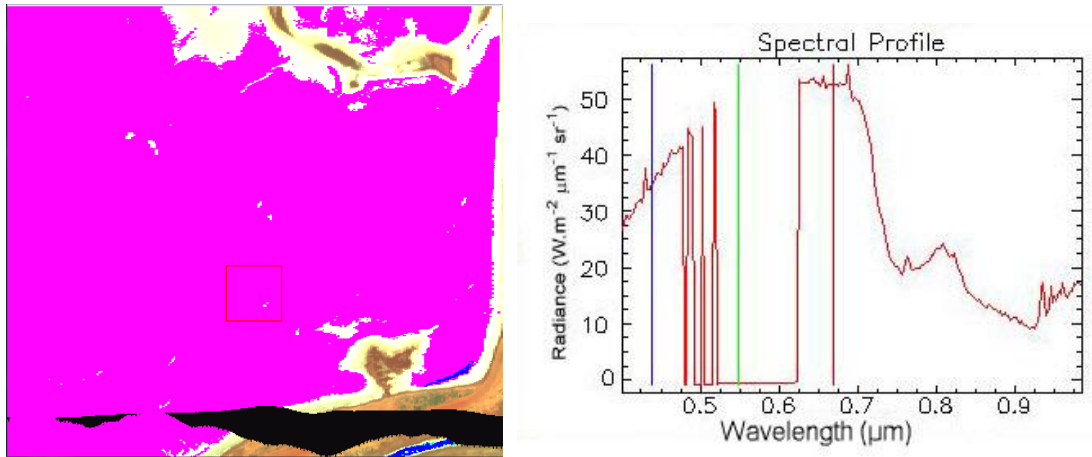 Spectral Profile
Radiance (W.m⁻² µm⁻¹ sr⁻¹)
50
40
30
20
10
0
0.5 0.6 0.7 0.8 0.9
Wavelength (µm)